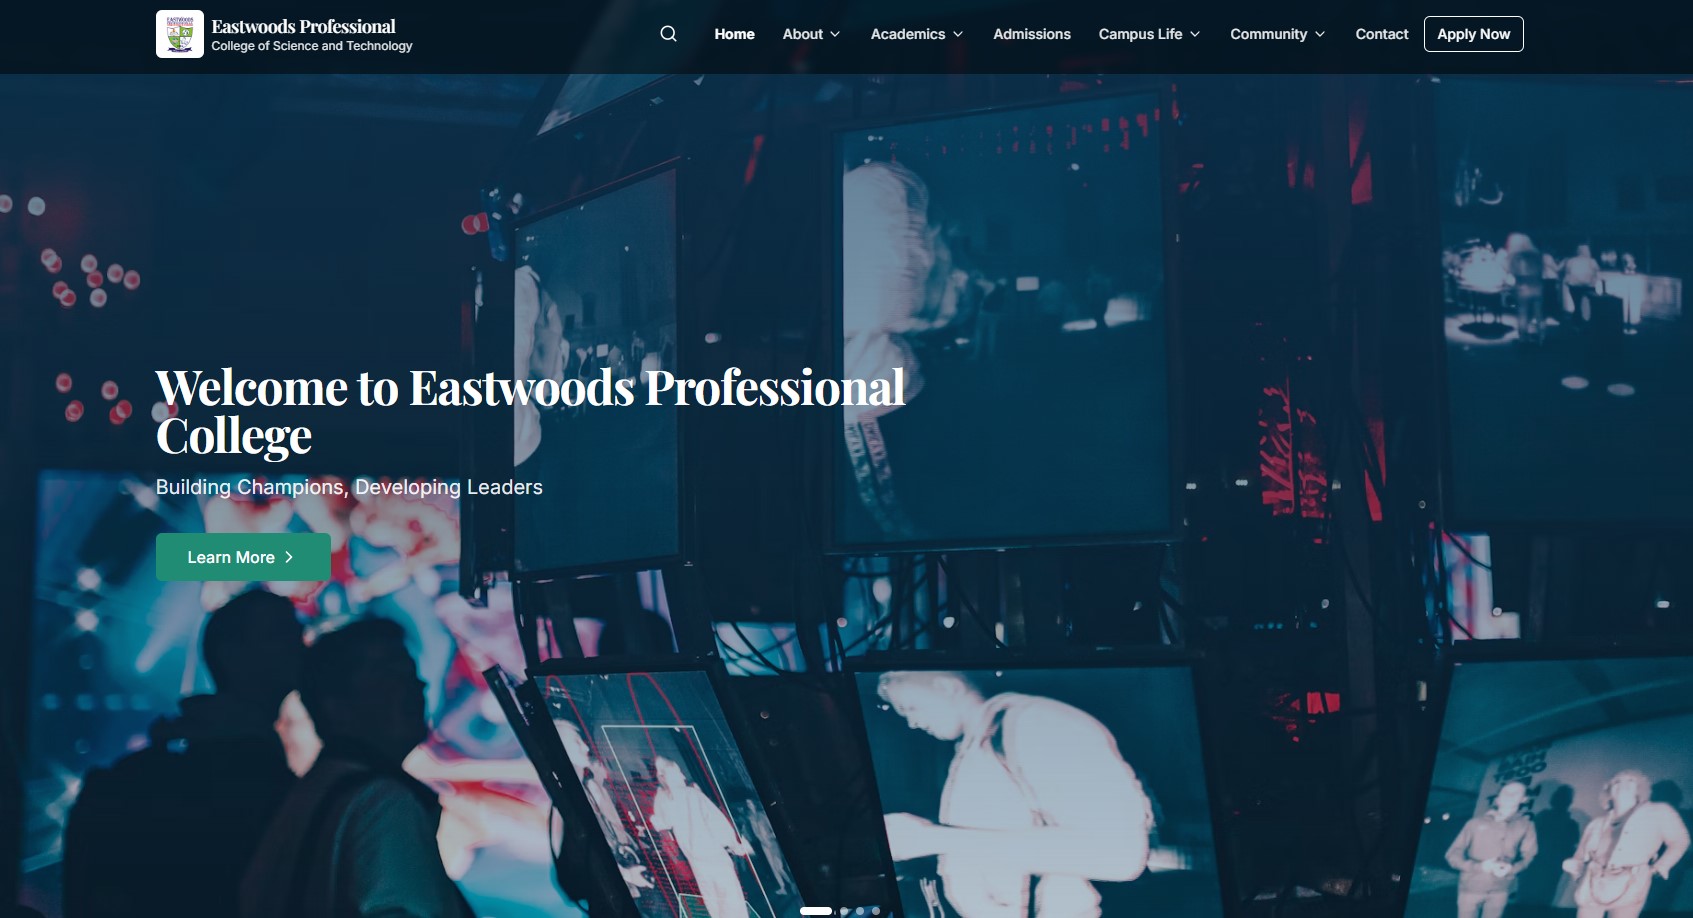 EASTWOODS
Eastwoods Professional
College of Science and Technology
Home
About
Academics
Admissions
Campus Life
Community
Contact
Apply Now
Welcome to Eastwoods Professional
College
Building Champions, Developing Leaders
Learn More